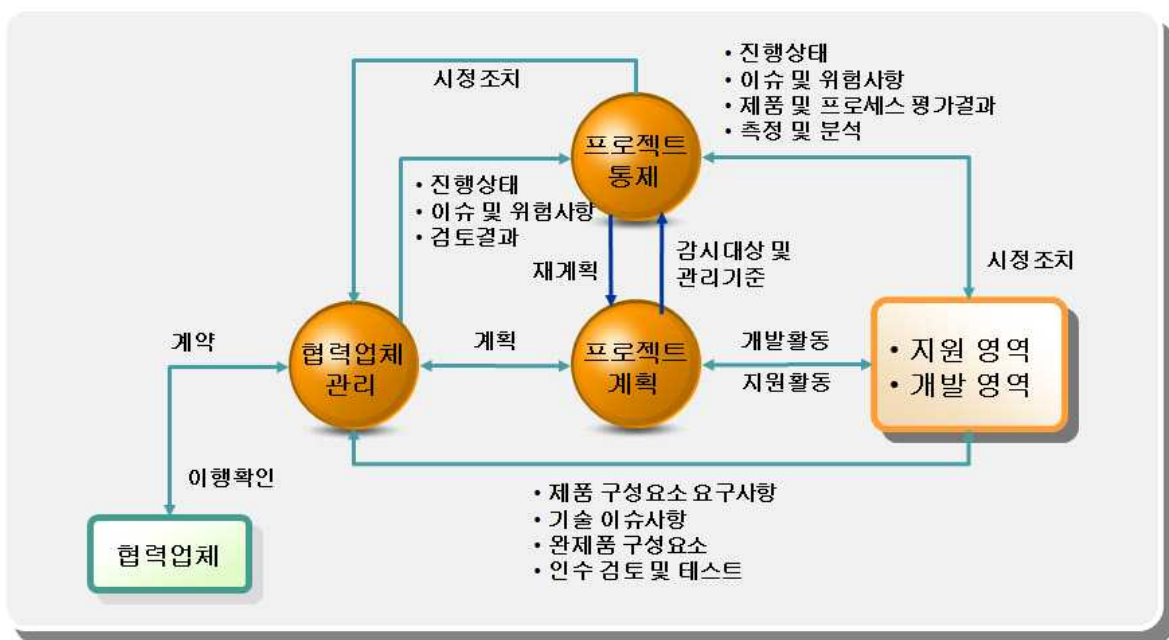 시정조치
• 진행상태
• 이슈 및 위험사항
• 제품 및 프로세스 평가결과
• 측정 및 분석
프로젝트
통제
• 진행상태
• 이슈 및 위험사항
• 검토결과
재계획
감시대상 및
관리기준
시정조치
계약
협력업체
관리
계획
프로젝트
계획
개발활동
지원활동
• 지원 영역
• 개발 영역
이행확인
협력업체
• 제품 구성요소 요구사항
• 기술 이슈사항
• 완제품 구성요소
• 인수 검토 및 테스트